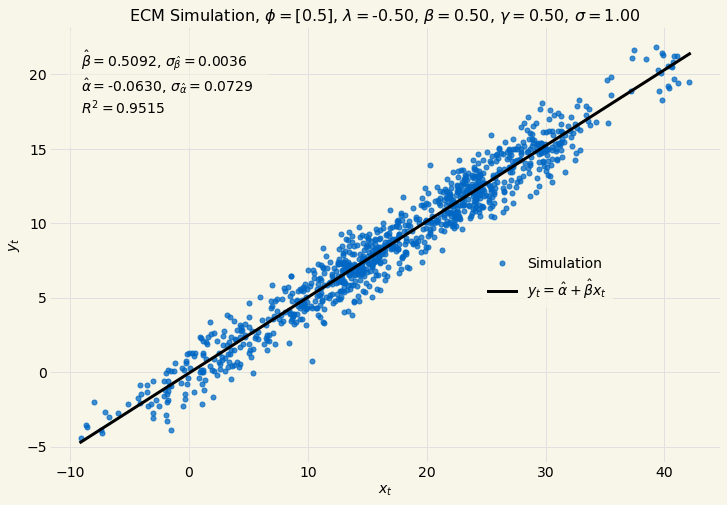 ECM Simulation, ϕ = [0.5], λ = -0.50, β = 0.50, γ = 0.50, σ = 1.00
β̂ = 0.5092, σ_β̂ = 0.0036
α̂ = -0.0630, σ_α̂ = 0.0729
R² = 0.9515
20
15
10
5
0
−5
y_t
Simulation
y_t = α̂ + β̂x_t
−10 0 10 20 30 40
x_t